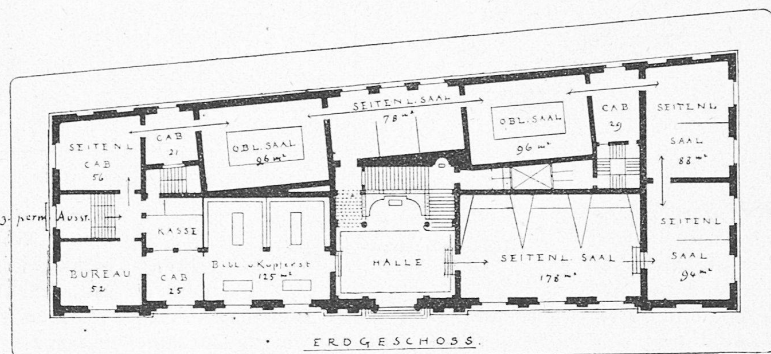 SEITENL. SAAL
78 m²
CAB
21
OBL. SAAL
96 m²
OBL. SAAL
96 m²
CAB
29
SEITENL
SAAL
83 m²
SEITENL
CAB
56
perm. Ausst.
KASSE
BUREAU
52
CAB
25
Bibl. u Kupferst
125 m²
HALLE
SEITENL. SAAL
178 m²
SEITENL
SAAL
94 m²
ERDGESCHOSS.